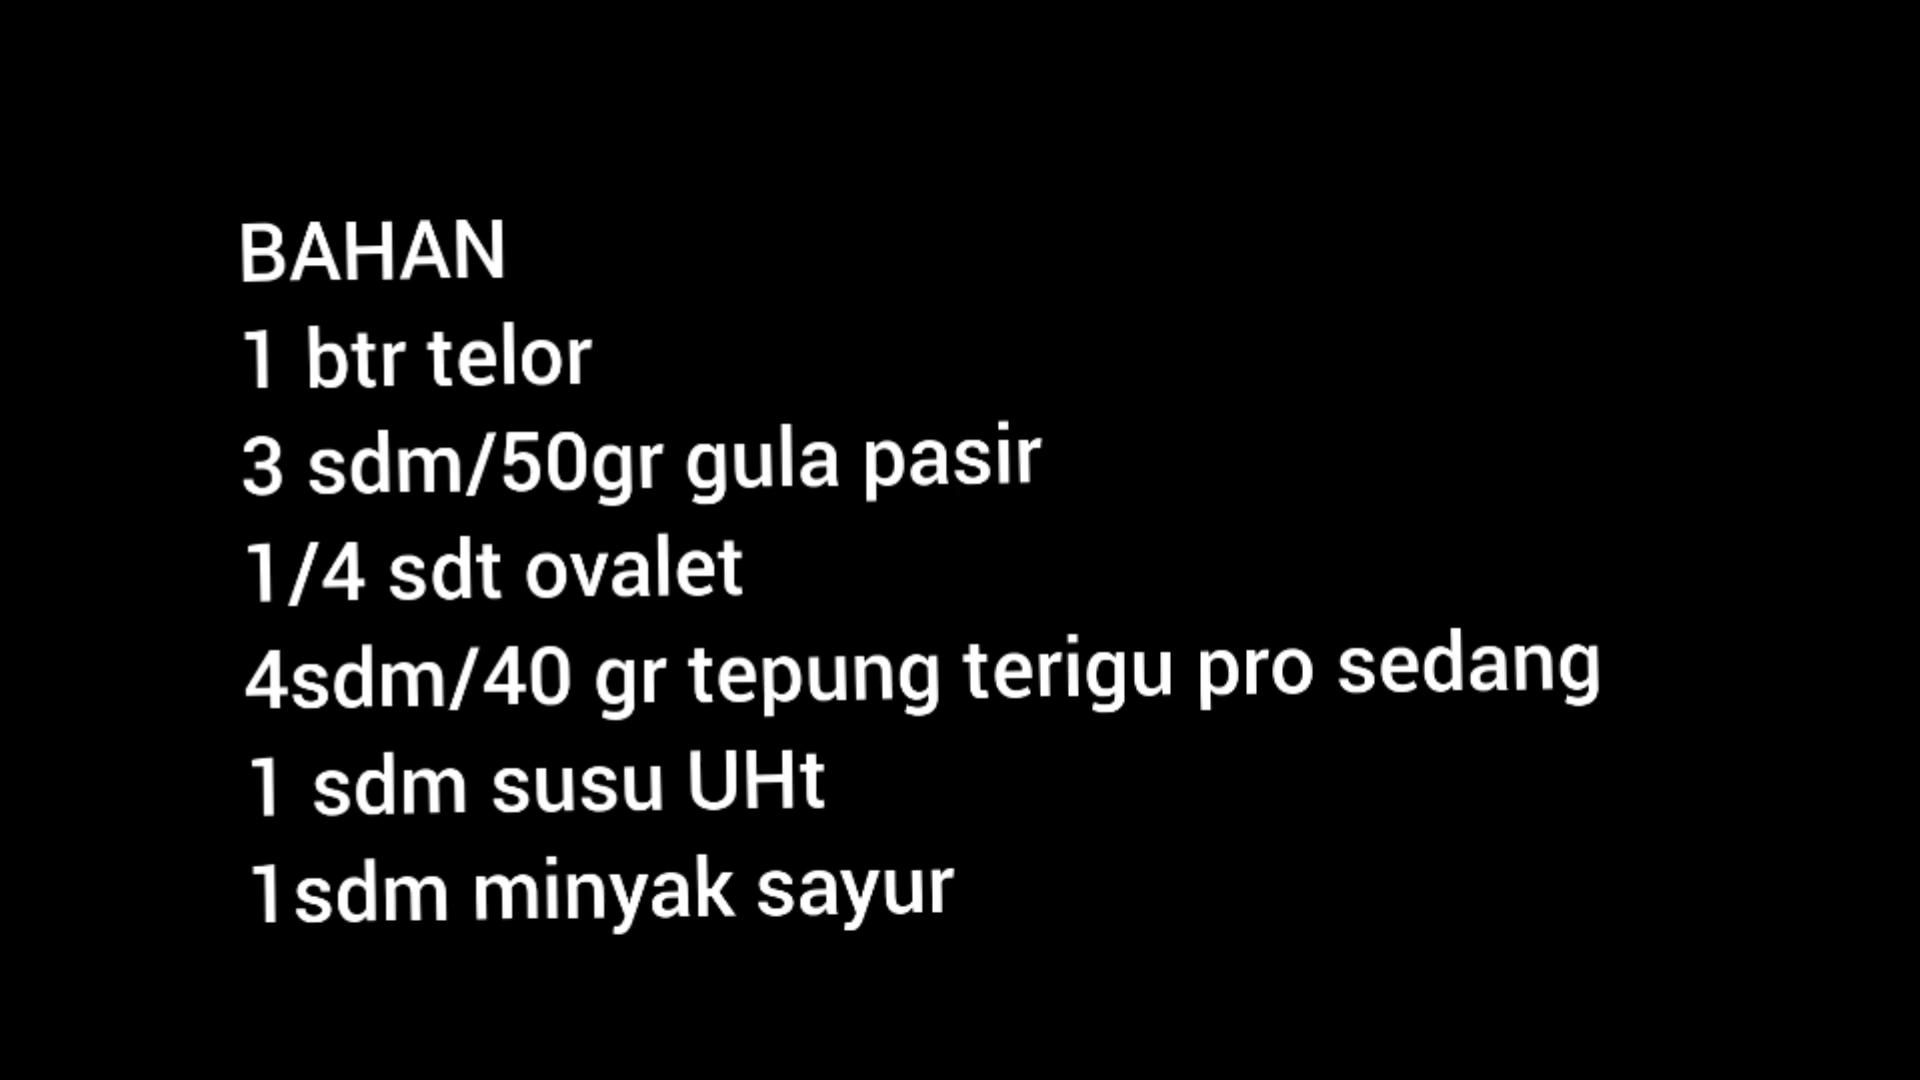 BAHAN
1 btr telor
3 sdm/50gr gula pasir
1/4 sdt ovalet
4sdm/40 gr tepung terigu pro sedang
1 sdm susu UHt
1sdm minyak sayur